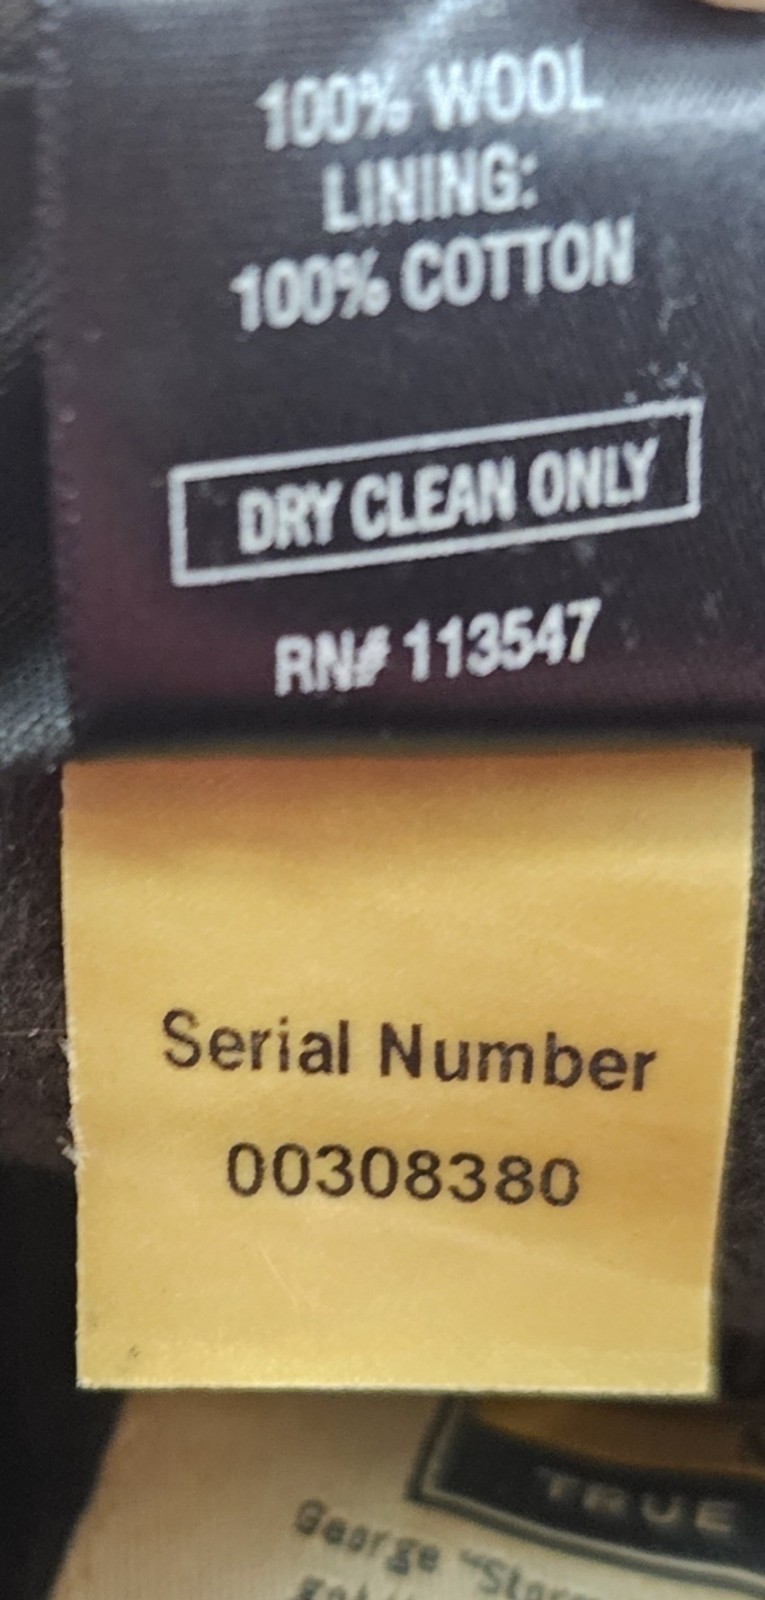 100% WOOL
LINING:
100% COTTON
DRY CLEAN ONLY
RN# 113547
Serial Number
00308380
TRUE
George